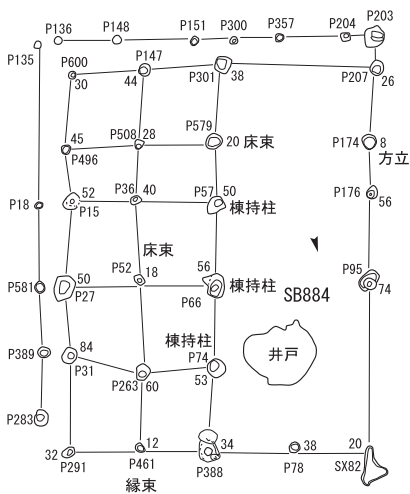 P136 P148 P151 P300 P357 P204 P203
P135
P600 P147
30 44 P301 38 P207 26
P579
45 P508 28 20 床束 P174 8
P496 方立
52 P36 40 P57 50 P176
P18 P15 棟持柱 56
床束
50 P52 18 56 P95
P581 P27 P66 棟持柱 SB884 74
84 棟持柱
P389 P31 P74 井戸
P263 60 53
P283
32 12 34 38 20
P291 P461 P388 P78 SX82
縁束